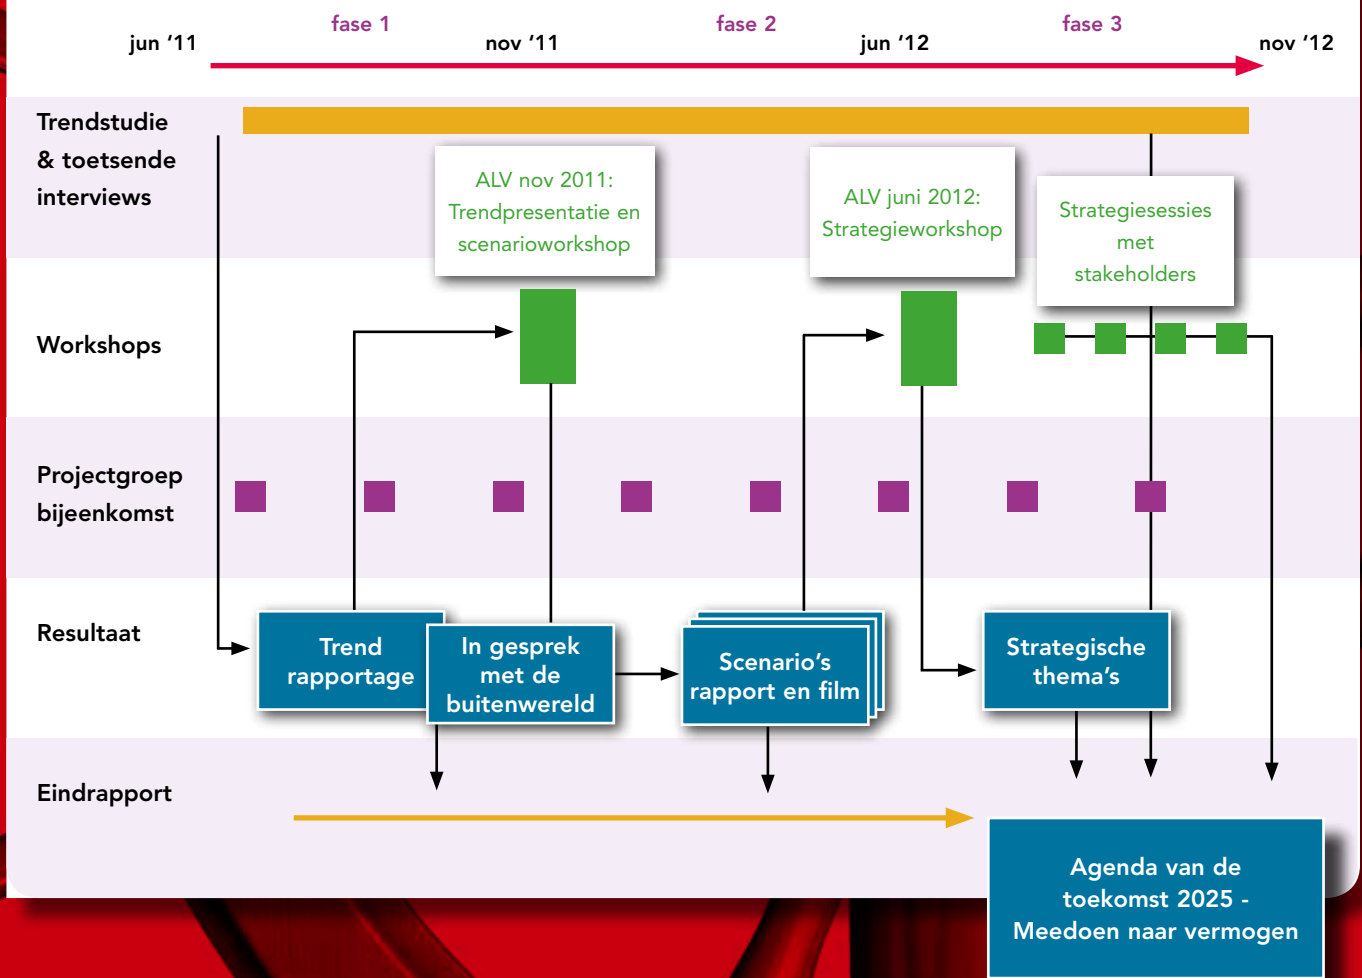 fase 1
fase 2
fase 3
jun '11
nov '11
jun '12
nov '12
Trendstudie
& toetsende
interviews
ALV nov 2011:
Trendpresentatie en
scenarioworkshop
ALV juni 2012:
Strategieworkshop
Strategiesessies
met
stakeholders
Workshops
Projectgroep
bijeenkomst
Resultaat
Trend
rapportage
In gesprek
met de
buitenwereld
Scenario's
rapport en film
Strategische
thema's
Eindrapport
Agenda van de
toekomst 2025 -
Meedoen naar vermogen